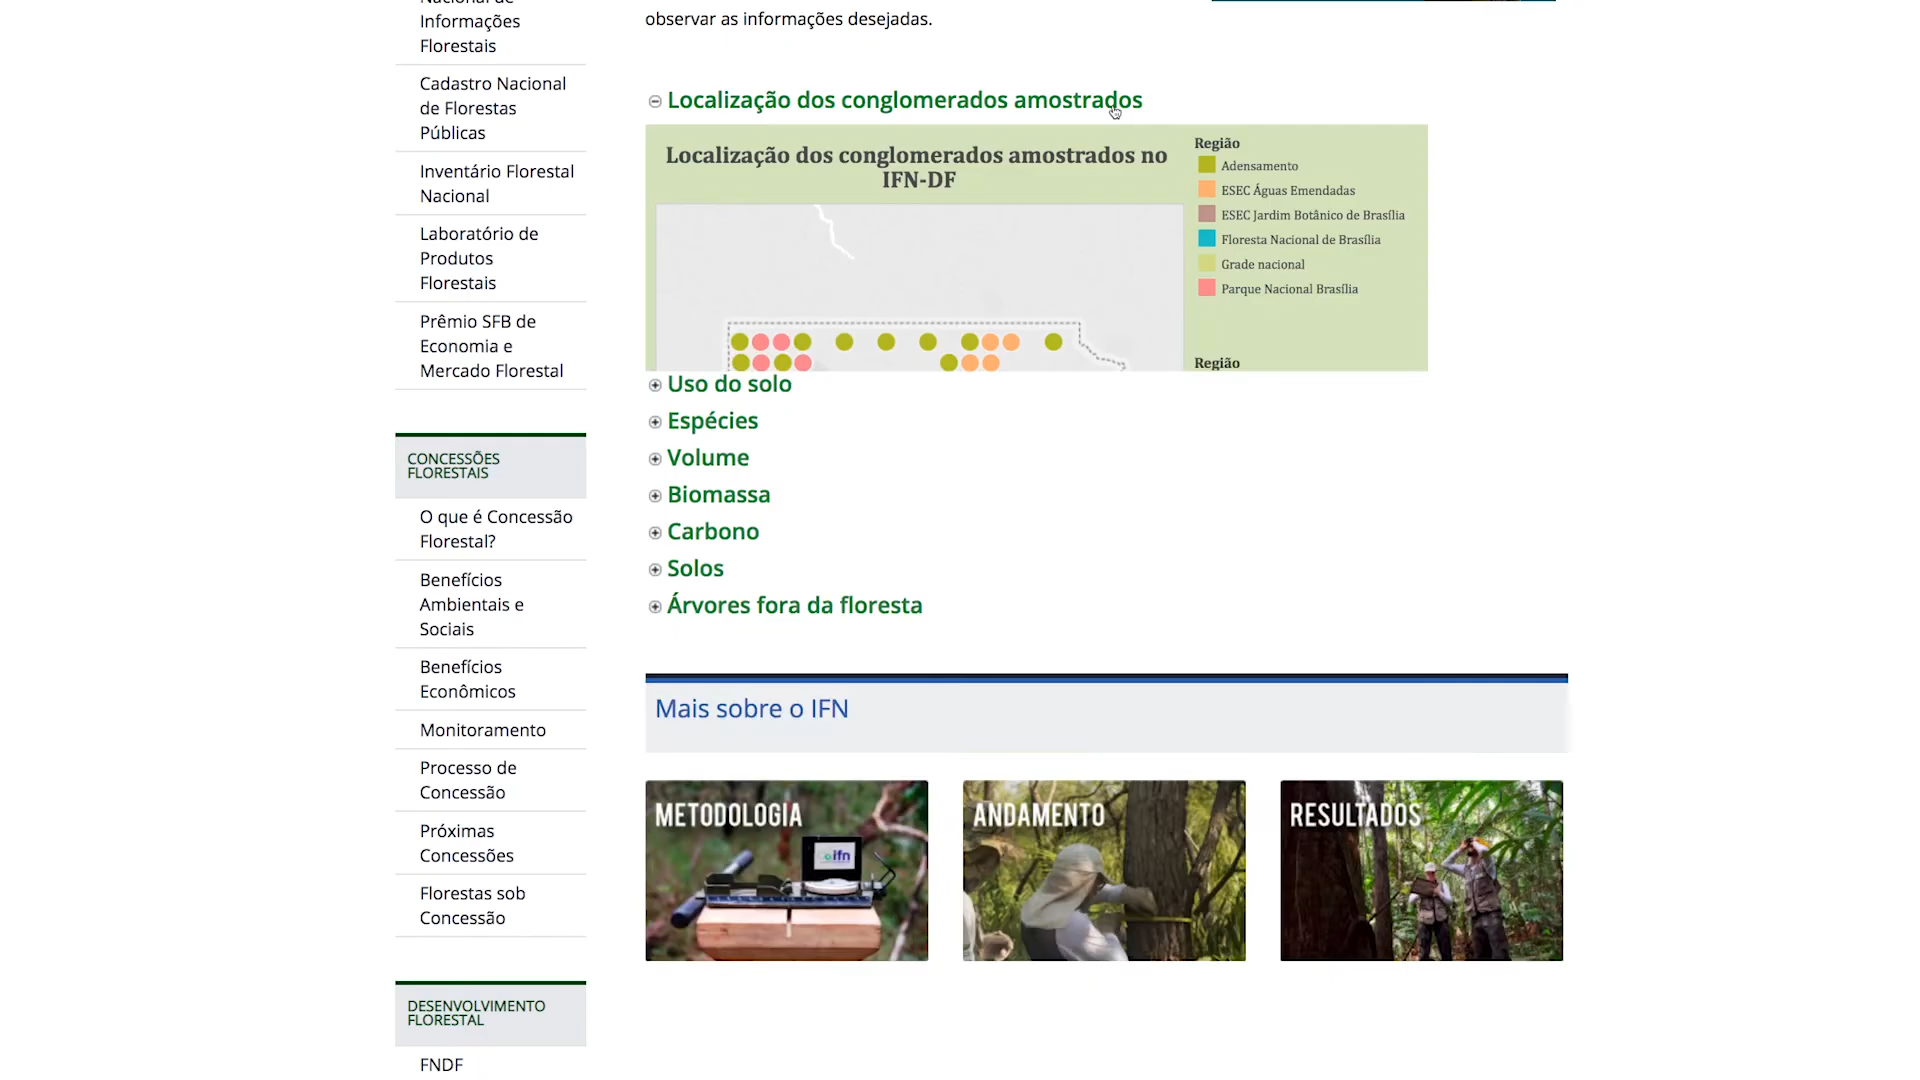 Informações
Florestais
Cadastro Nacional
de Florestas
Públicas
Inventário Florestal
Nacional
Laboratório de
Produtos
Florestais
Prêmio SFB de
Economia e
Mercado Florestal
CONCESSÕES
FLORESTAIS
O que é Concessão
Florestal?
Benefícios
Ambientais e
Sociais
Benefícios
Econômicos
Monitoramento
Processo de
Concessão
Próximas
Concessões
Florestas sob
Concessão
DESENVOLVIMENTO
FLORESTAL
FNDF
observar as informações desejadas.
Localização dos conglomerados amostrados
Localização dos conglomerados amostrados no
IFN-DF
Região
Adensamento
ESEC Águas Emendadas
ESEC Jardim Botânico de Brasília
Floresta Nacional de Brasília
Grade nacional
Parque Nacional Brasília
Região
Uso do solo
Espécies
Volume
Biomassa
Carbono
Solos
Árvores fora da floresta
Mais sobre o IFN
METODOLOGIA
ifn
ANDAMENTO
RESULTADOS